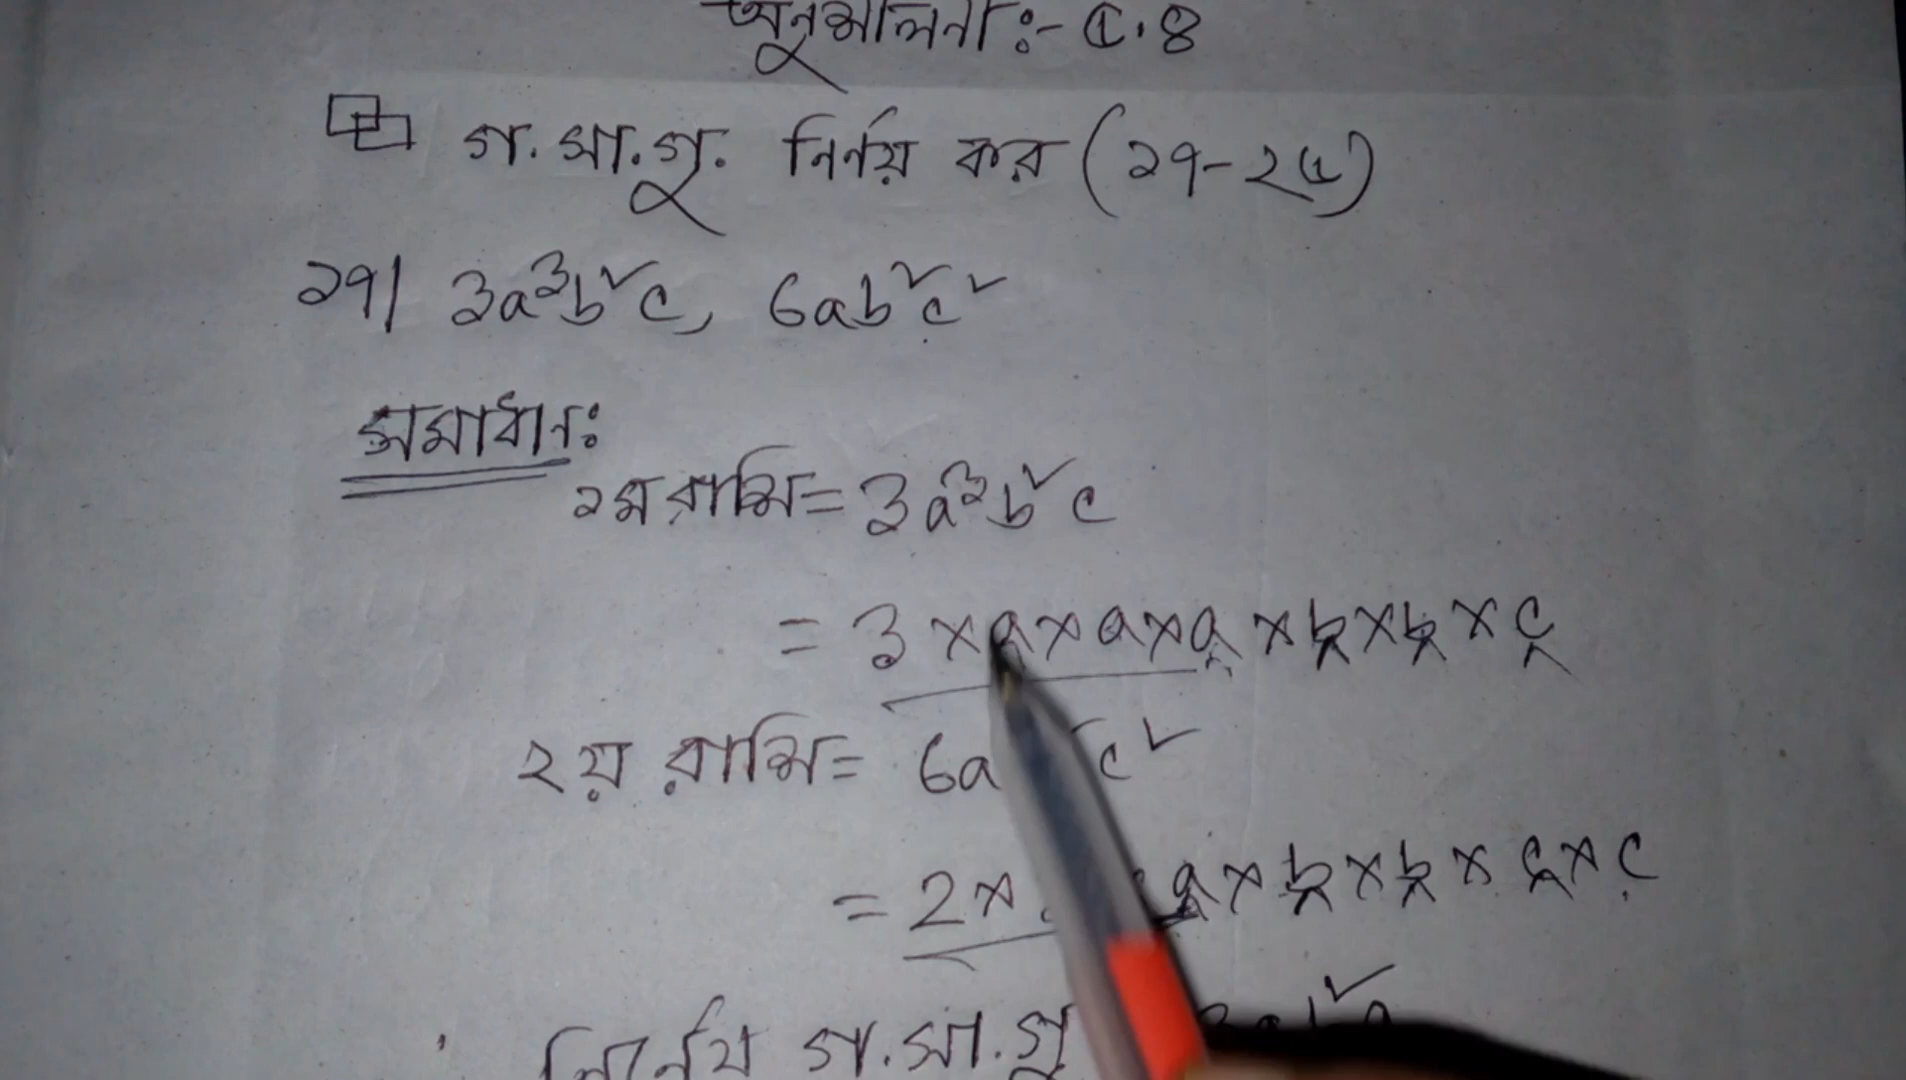 অনুশীলনী:- ৫.৪
গ.সা.গু. নির্ণয় কর (১৭-২৫)
১৭। 3a³b²c, 6ab²c²
সমাধান:
১ম রাশি = 3a³b²c
= 3 × a × a × a × b × b × c
২য় রাশি = 6a c²
= 2 × a × b × b × c × c
নির্ণেয় গ.সা.গু